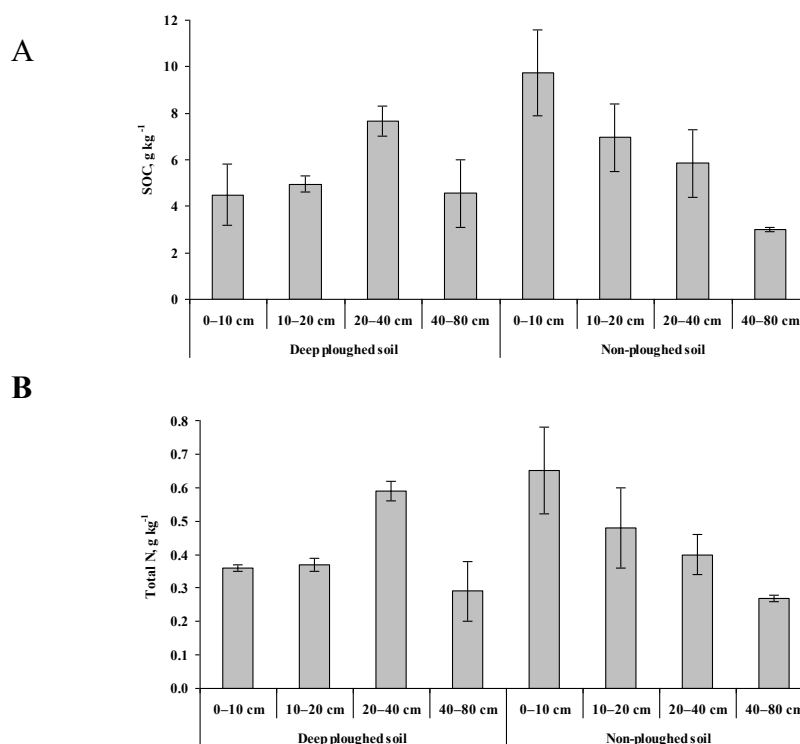 A
12
10
8
6
4
2
0
SOC, g kg⁻¹
0–10 cm 10–20 cm 20–40 cm 40–80 cm 0–10 cm 10–20 cm 20–40 cm 40–80 cm
Deep ploughed soil Non-ploughed soil
B
0.8
0.7
0.6
0.5
0.4
0.3
0.2
0.1
0.0
Total N, g kg⁻¹
0–10 cm 10–20 cm 20–40 cm 40–80 cm 0–10 cm 10–20 cm 20–40 cm 40–80 cm
Deep ploughed soil Non-ploughed soil